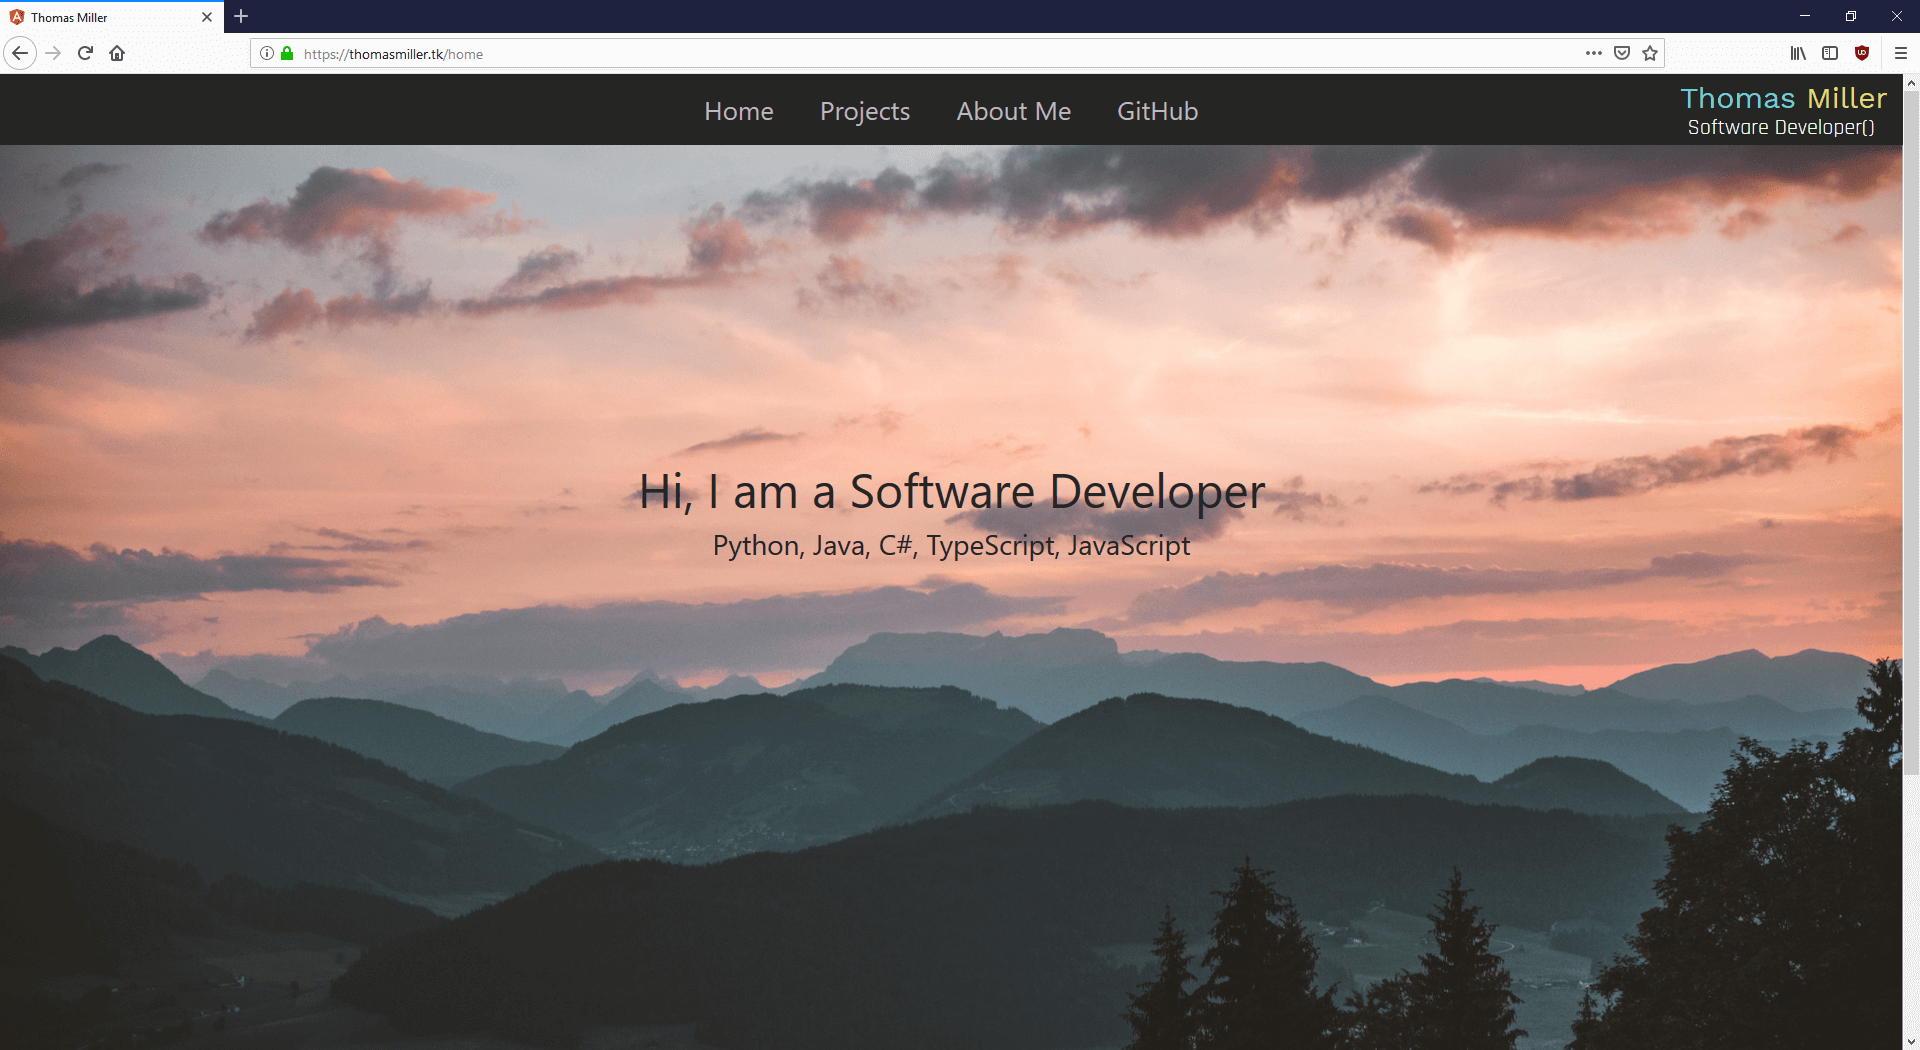 Thomas Miller
https://thomasmiller.tk/home
Home Projects About Me GitHub
Thomas Miller
Software Developer()
Hi, I am a Software Developer
Python, Java, C#, TypeScript, JavaScript